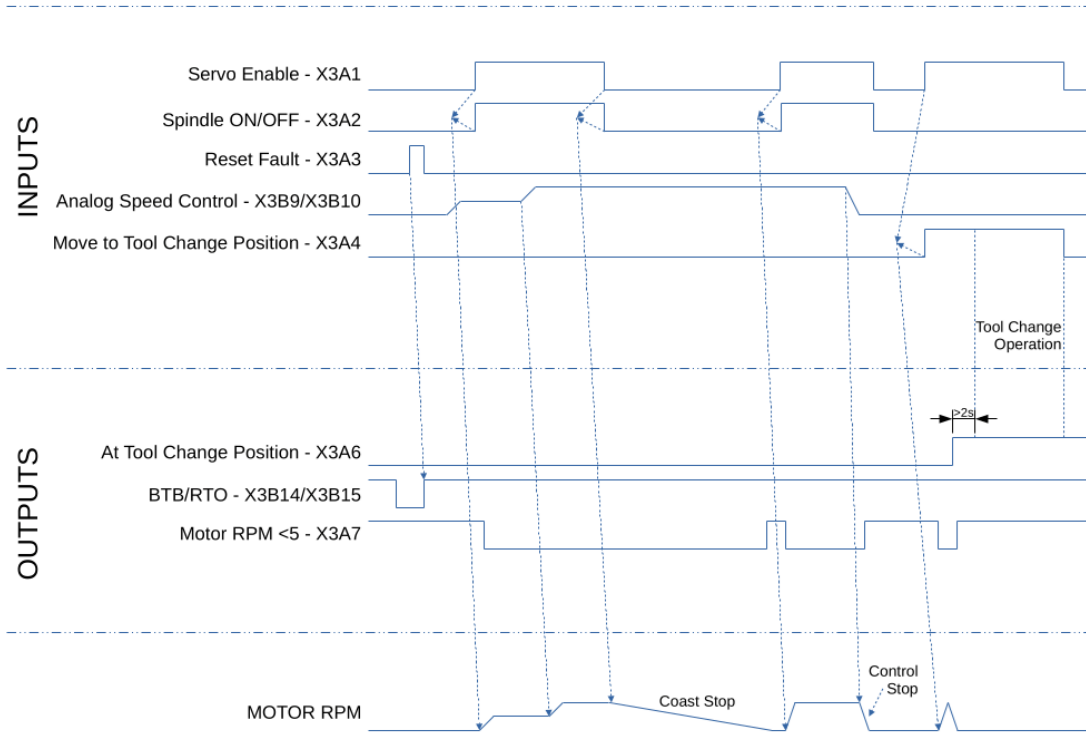 INPUTS
Servo Enable - X3A1
Spindle ON/OFF - X3A2
Reset Fault - X3A3
Analog Speed Control - X3B9/X3B10
Move to Tool Change Position - X3A4
Tool Change
Operation
OUTPUTS
>2s
At Tool Change Position - X3A6
BTB/RTO - X3B14/X3B15
Motor RPM <5 - X3A7
MOTOR RPM
Coast Stop
Control
Stop